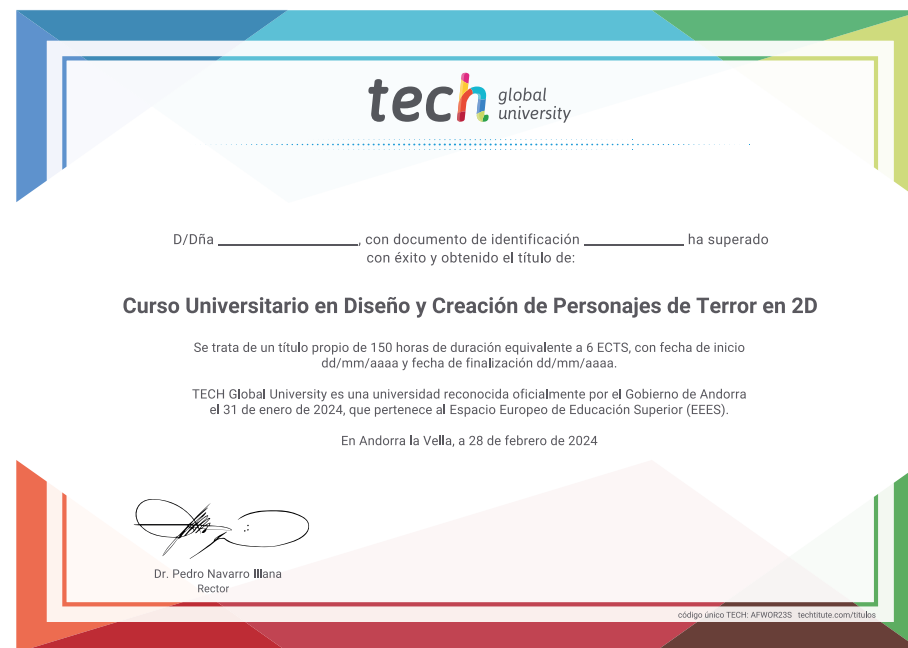 tech global university
D/Dña ________________, con documento de identificación ____________ ha superado
con éxito y obtenido el título de:
Curso Universitario en Diseño y Creación de Personajes de Terror en 2D
Se trata de un título propio de 150 horas de duración equivalente a 6 ECTS, con fecha de inicio
dd/mm/aaaa y fecha de finalización dd/mm/aaaa.
TECH Global University es una universidad reconocida oficialmente por el Gobierno de Andorra
el 31 de enero de 2024, que pertenece al Espacio Europeo de Educación Superior (EEES).
En Andorra la Vella, a 28 de febrero de 2024
Dr. Pedro Navarro Illana
Rector
código único TECH: AFWOR23S techtitute.com/titulos